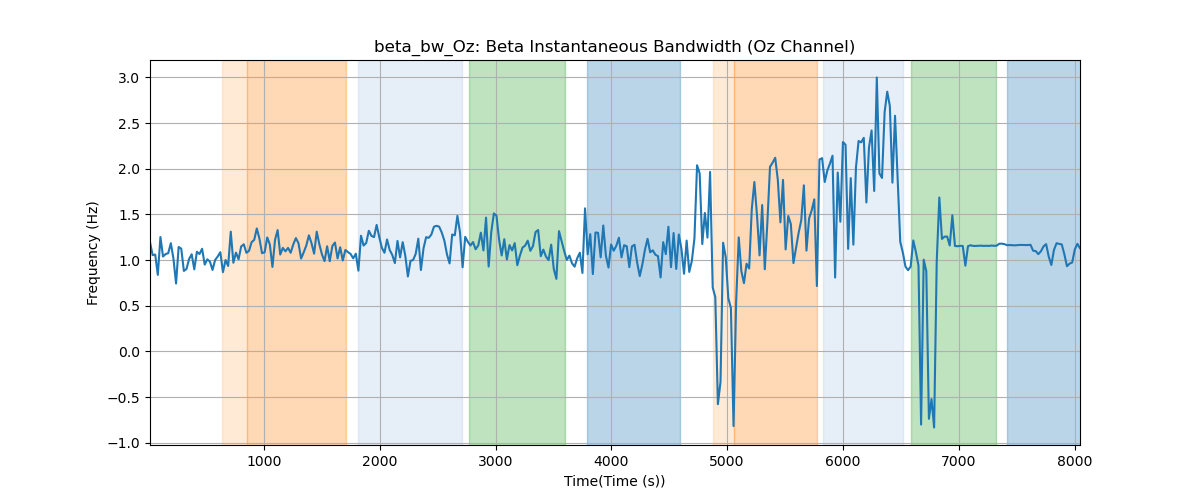 beta_bw_Oz: Beta Instantaneous Bandwidth (Oz Channel)
Frequency (Hz)
3.0
2.5
2.0
1.5
1.0
0.5
0.0
−0.5
−1.0
1000 2000 3000 4000 5000 6000 7000 8000
Time(Time (s))